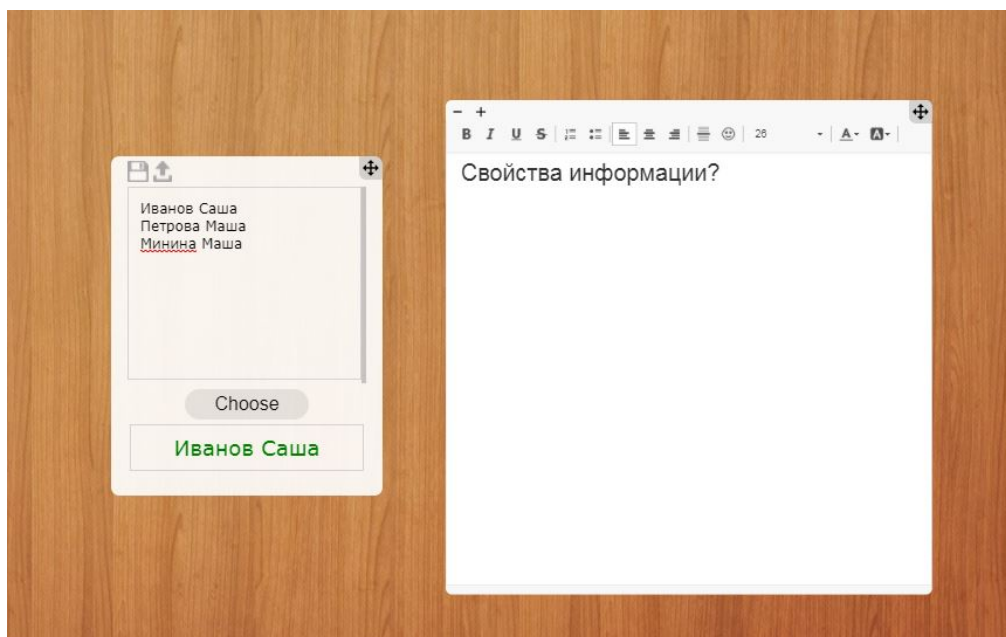 Иванов Саша
Петрова Маша
Минина Маша
Choose
Иванов Саша
B I U S 26 A A
Свойства информации?